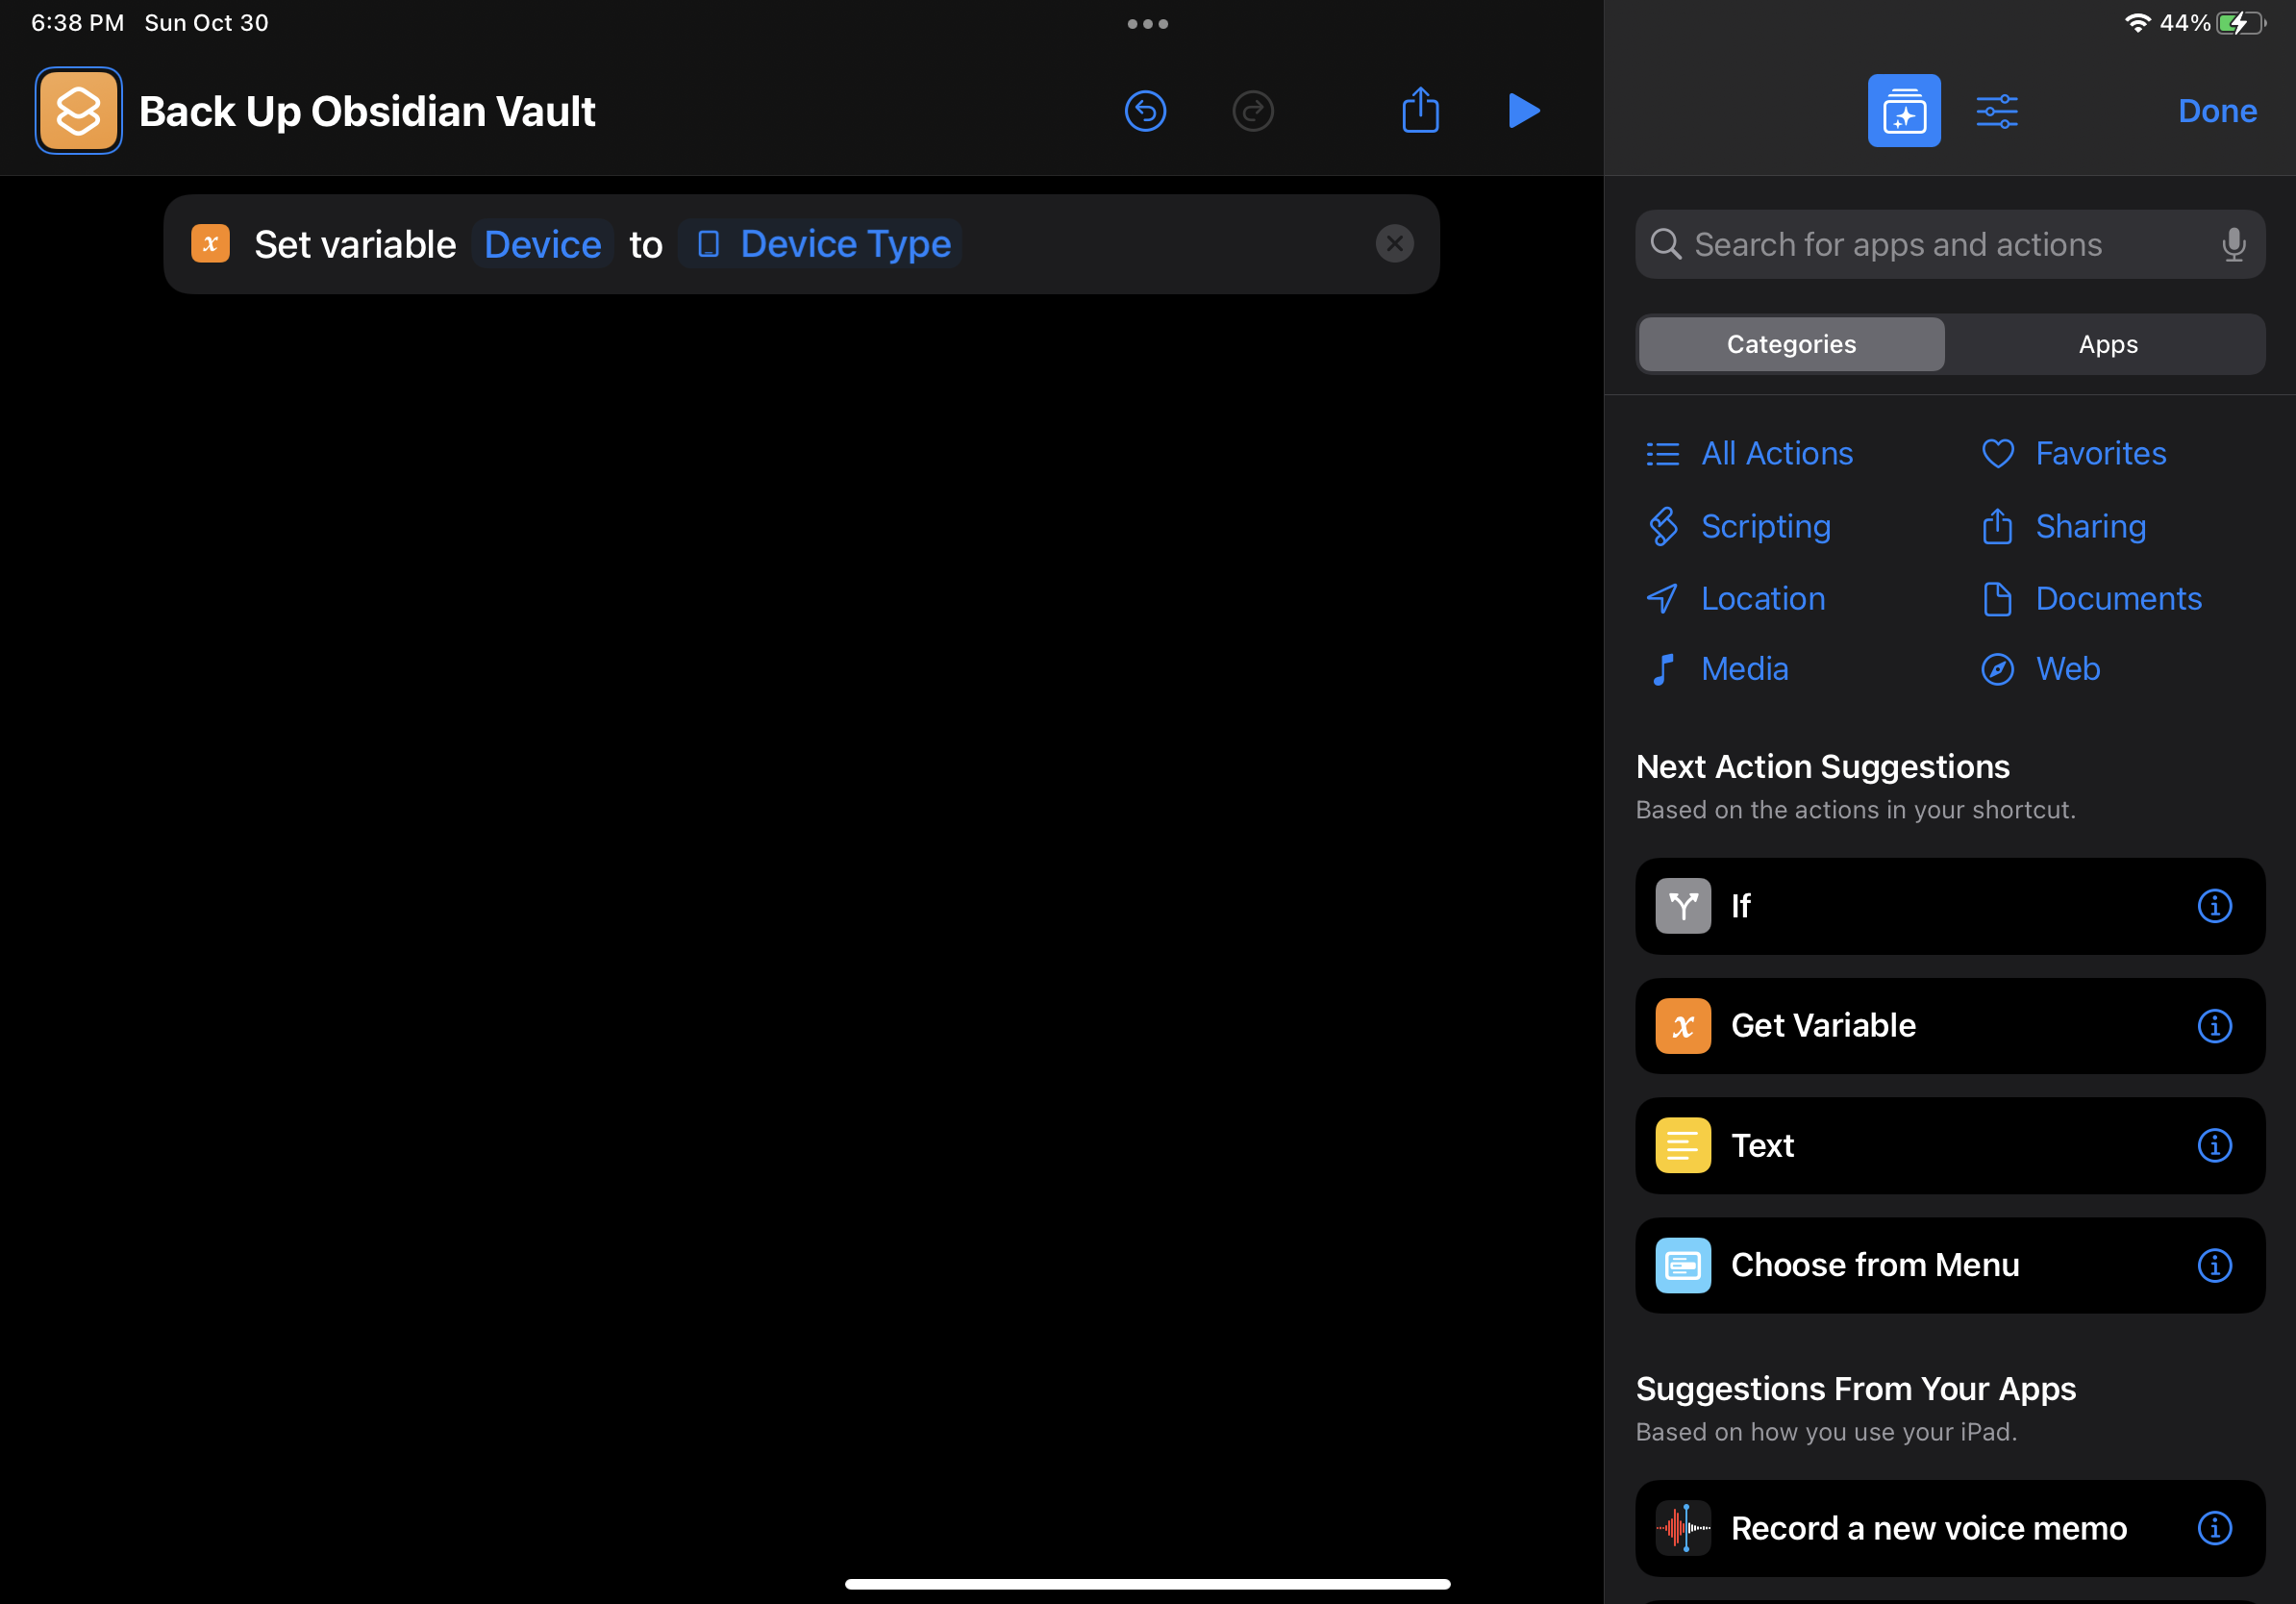 6:38 PM Sun Oct 30
44%
Back Up Obsidian Vault
Done
Set variable Device to Device Type
Search for apps and actions
Categories Apps
All Actions Favorites
Scripting Sharing
Location Documents
Media Web
Next Action Suggestions
Based on the actions in your shortcut.
If
Get Variable
Text
Choose from Menu
Suggestions From Your Apps
Based on how you use your iPad.
Record a new voice memo